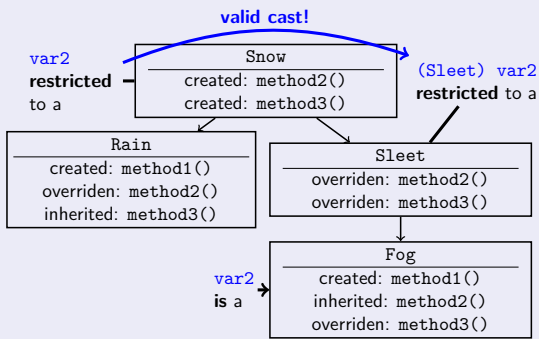 valid cast!
var2
restricted
to a
Snow
created: method2()
created: method3()
(Sleet) var2
restricted to a
Rain
created: method1()
overriden: method2()
inherited: method3()
Sleet
overriden: method2()
overriden: method3()
var2
is a
Fog
created: method1()
inherited: method2()
overriden: method3()